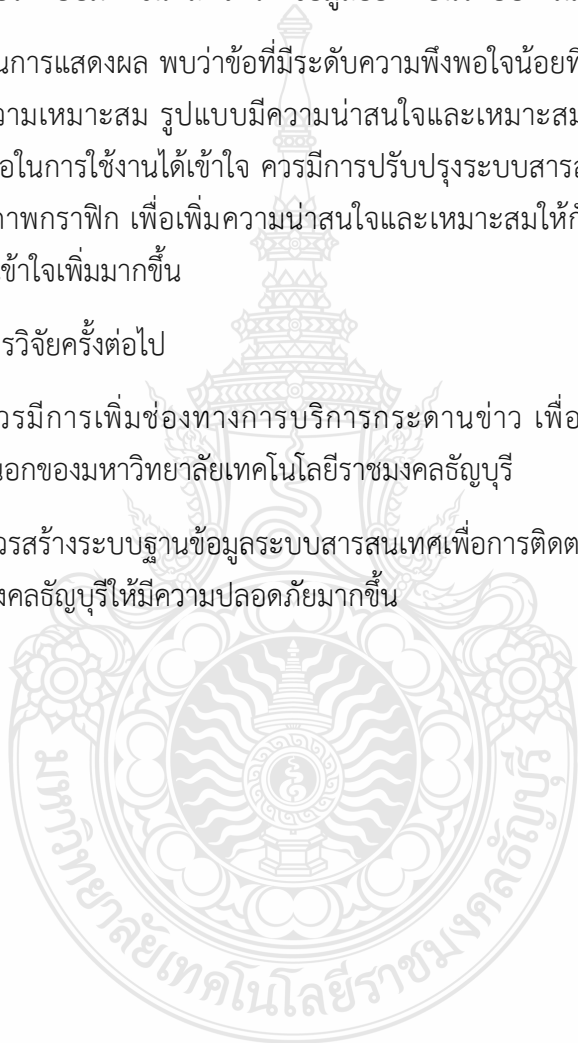 นการแสดงผล พบว่าข้อที่มีระดับความพึงพอใจน้อยที
วามเหมาะสม รูปแบบมีความน่าสนใจและเหมาะสม
อในการใช้งานได้เข้าใจ ควรมีการปรับปรุงระบบสารส
าพกราฟิก เพื่อเพิ่มความน่าสนใจและเหมาะสมให้กั
ข้าใจเพิ่มมากขึ้น
รวิจัยครั้งต่อไป
วรมีการเพิ่มช่องทางการบริการกระดานข่าว เพื่อ
นอกของมหาวิทยาลัยเทคโนโลยีราชมงคลธัญบุรี
วรสร้างระบบฐานข้อมูลระบบสารสนเทศเพื่อการติดต
งคลธัญบุรีให้มีความปลอดภัยมากขึ้น
มหาวิทยาลัยเทคโนโลยีราชมงคลธัญบุรี